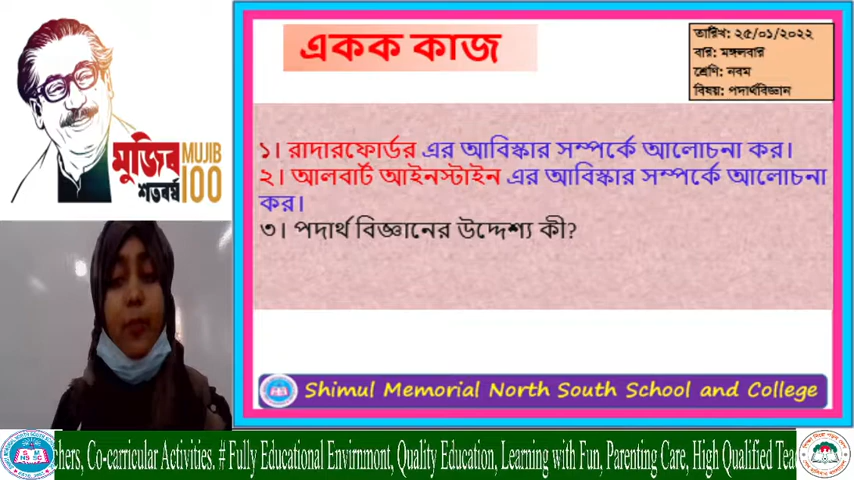 একক কাজ
তারিখ: ২৫/০১/২০২২
বার: মঙ্গলবার
শ্রেণি: নবম
বিষয়: পদার্থবিজ্ঞান
মুজিব
শতবর্ষ
MUJIB
100
১। রাদারফোর্ডর এর আবিস্কার সম্পর্কে আলোচনা কর।
২। আলবার্ট আইনস্টাইন এর আবিস্কার সম্পর্কে আলোচনা
কর।
৩। পদার্থ বিজ্ঞানের উদ্দেশ্য কী?
Shimul Memorial North South School and College
chers, Co-carricular Activities. # Fully Educational Envirnment, Quality Education, Learning with Fun, Parenting Care, High Qualified Teac